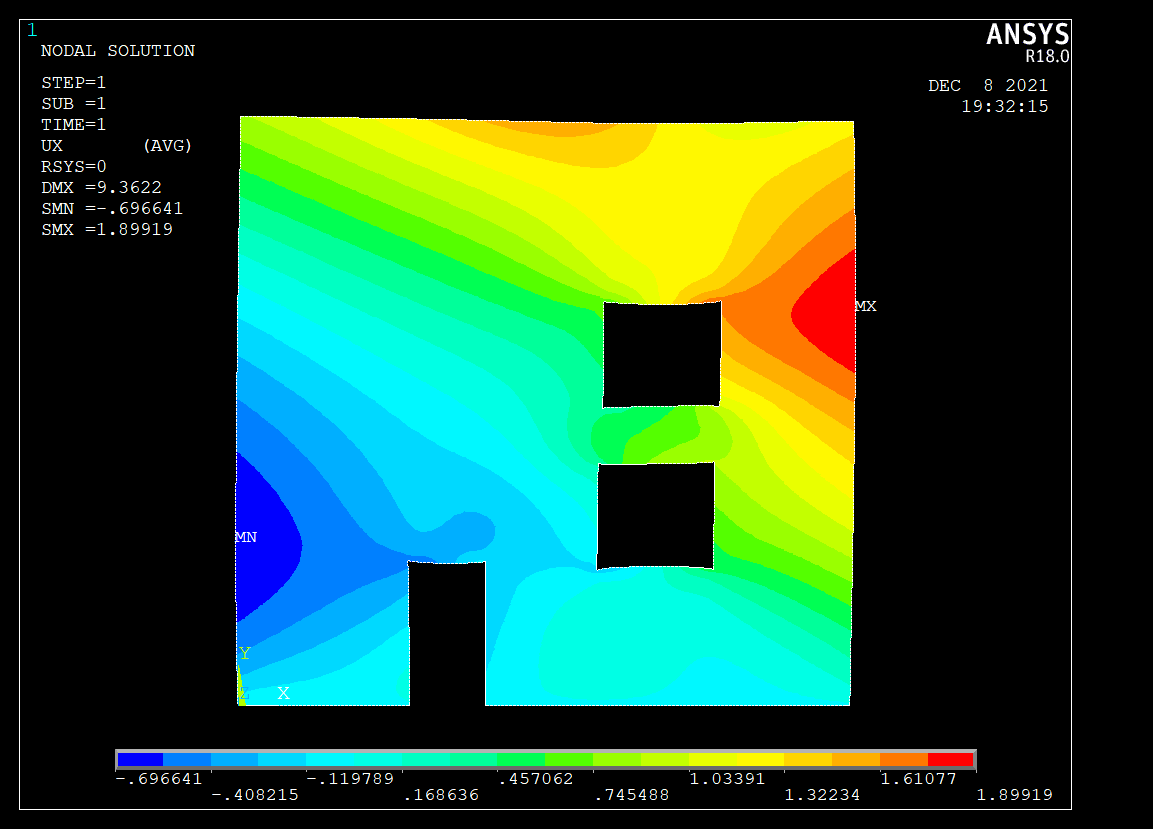 1
ANSYS
R18.0
NODAL SOLUTION
DEC  8 2021
19:32:15
STEP=1
SUB =1
TIME=1
UX       (AVG)
RSYS=0
DMX =9.3622
SMN =-.696641
SMX =1.89919
MX
MN
Y
Z X
-.696641 -.119789 .457062 1.03391 1.61077
-.408215 .168636 .745488 1.32234 1.89919